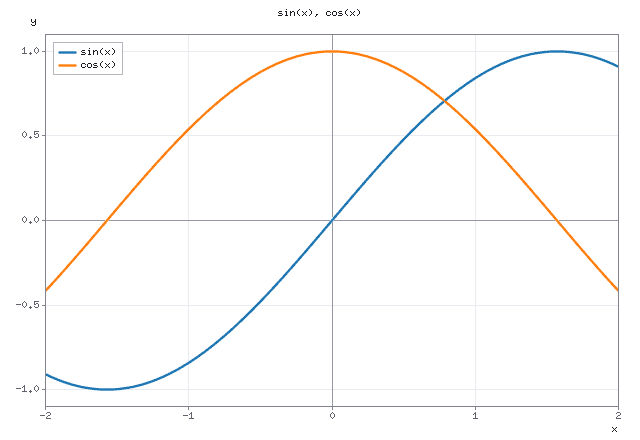 sin(x), cos(x)
y
sin(x)
cos(x)
1.0
0.5
0.0
-0.5
-1.0
-2 -1 0 1 2
x